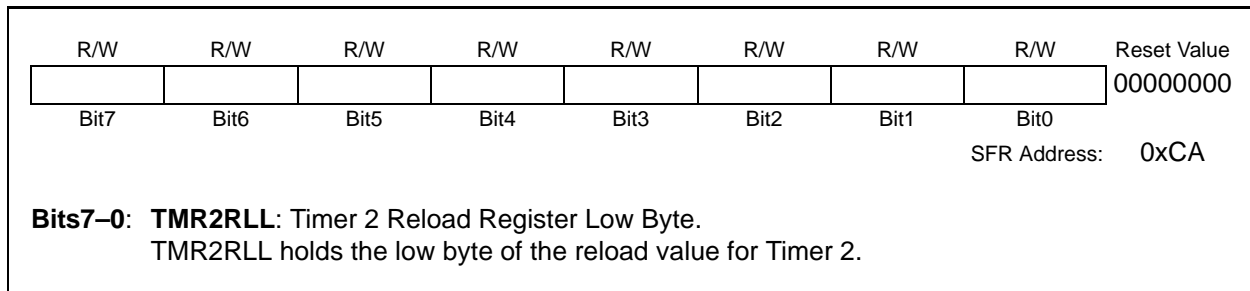 R/W R/W R/W R/W R/W R/W R/W R/W Reset Value
00000000
Bit7 Bit6 Bit5 Bit4 Bit3 Bit2 Bit1 Bit0
SFR Address: 0xCA
Bits7–0: TMR2RLL: Timer 2 Reload Register Low Byte.
TMR2RLL holds the low byte of the reload value for Timer 2.